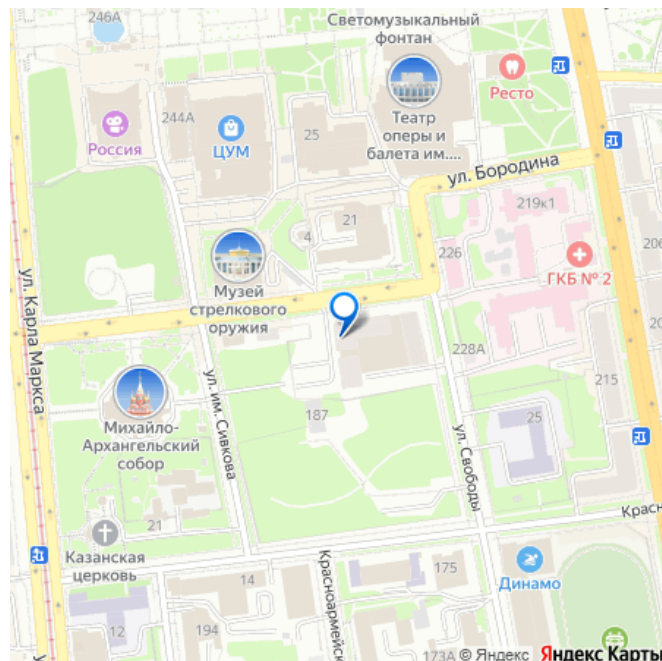 246А
Светомузыкальный
фонтан
Ресто
244А
Россия
ЦУМ
25
Театр
оперы и
балета им....
ул. Бородина
219к1
21
4
226
206
ГКБ № 2
Музей
стрелкового
оружия
20
ул. Карла Маркса
228А
215
ул. им. Сивкова
Михайло-
Архангельский
собор
187
25
ул. Свободы
21
Красн
Казанская
церковь
Красноармейск
14
175
Динамо
12
194
173А
© Яндекс Яндекс Карты